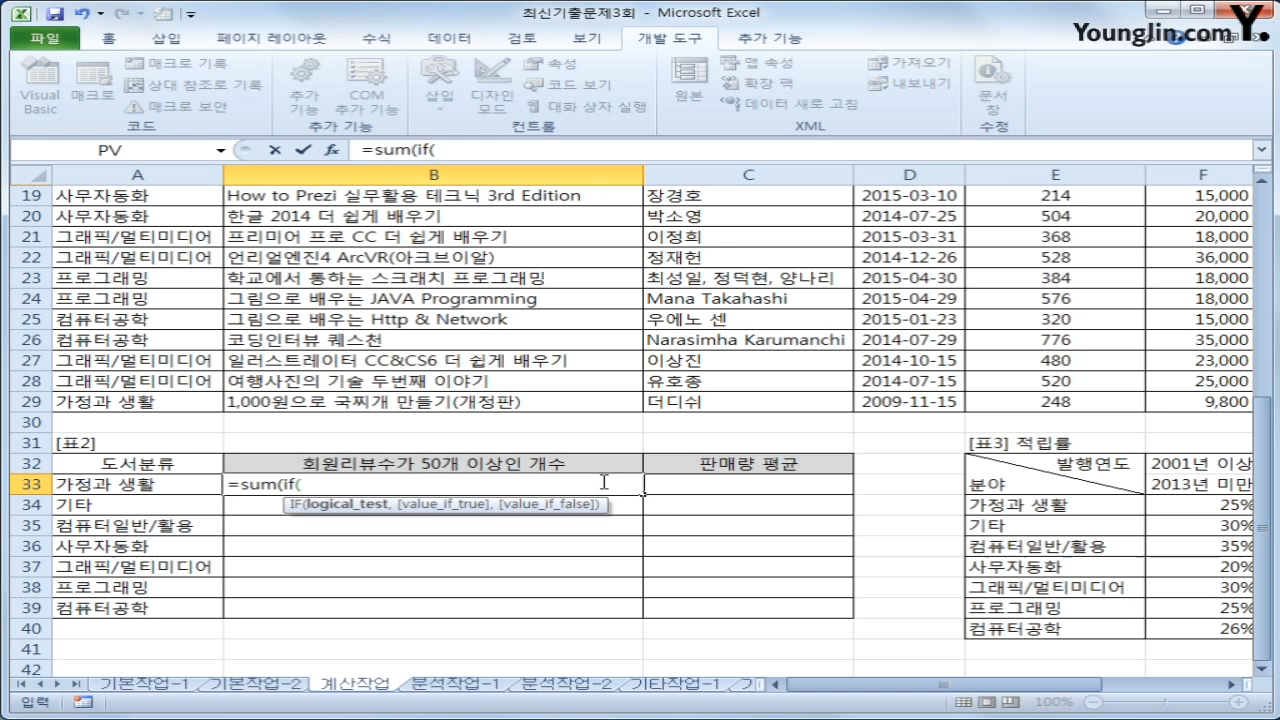 최신기출문제3회 - Microsoft Excel
YoungJin.com Y.
파일 홈 삽입 페이지 레이아웃 수식 데이터 검토 보기 개발 도구 추가 기능
Visual Basic
매크로
매크로 기록
상대 참조로 기록
매크로 보안
코드
추가 기능
COM 추가 기능
추가 기능
삽입
디자인 모드
속성
코드 보기
대화 상자 실행
컨트롤
원본
맵 속성
확장 팩
데이터 새로 고침
가져오기
내보내기
XML
문서 창
수정
PV =sum(if(
A B C D E F
19 사무자동화 How to Prezi 실무활용 테크닉 3rd Edition 장경호 2015-03-10 214 15,000
20 사무자동화 한글 2014 더 쉽게 배우기 박소영 2014-07-25 504 20,000
21 그래픽/멀티미디어 프리미어 프로 CC 더 쉽게 배우기 이정희 2015-03-31 368 18,000
22 그래픽/멀티미디어 언리얼엔진4 ArcVR(아크브이알) 정재헌 2014-12-26 528 36,000
23 프로그래밍 학교에서 통하는 스크래치 프로그래밍 최성일, 정덕현, 양나리 2015-04-30 384 18,000
24 프로그래밍 그림으로 배우는 JAVA Programming Mana Takahashi 2015-04-29 576 18,000
25 컴퓨터공학 그림으로 배우는 Http & Network 우에노 센 2015-01-23 320 15,000
26 컴퓨터공학 코딩인터뷰 퀘스천 Narasimha Karumanchi 2014-07-29 776 35,000
27 그래픽/멀티미디어 일러스트레이터 CC&CS6 더 쉽게 배우기 이상진 2014-10-15 480 23,000
28 그래픽/멀티미디어 여행사진의 기술 두번째 이야기 유호종 2014-07-15 520 25,000
29 가정과 생활 1,000원으로 국찌개 만들기(개정판) 더디쉬 2009-11-15 248 9,800
30
31 [표2] [표3] 적립률
32 도서분류 회원리뷰수가 50개 이상인 개수 판매량 평균 발행연도 2001년 이상
33 가정과 생활 =sum(if( 분야 2013년 미만
IF(logical_test, [value_if_true], [value_if_false])
34 기타 가정과 생활 25%
35 컴퓨터일반/활용 기타 30%
36 사무자동화 컴퓨터일반/활용 35%
37 그래픽/멀티미디어 사무자동화 20%
38 프로그래밍 그래픽/멀티미디어 30%
39 컴퓨터공학 프로그래밍 25%
40 컴퓨터공학 26%
41
42
기본작업-1 기본작업-2 계산작업 분석작업-1 분석작업-2 기타작업-1 기
입력 100%